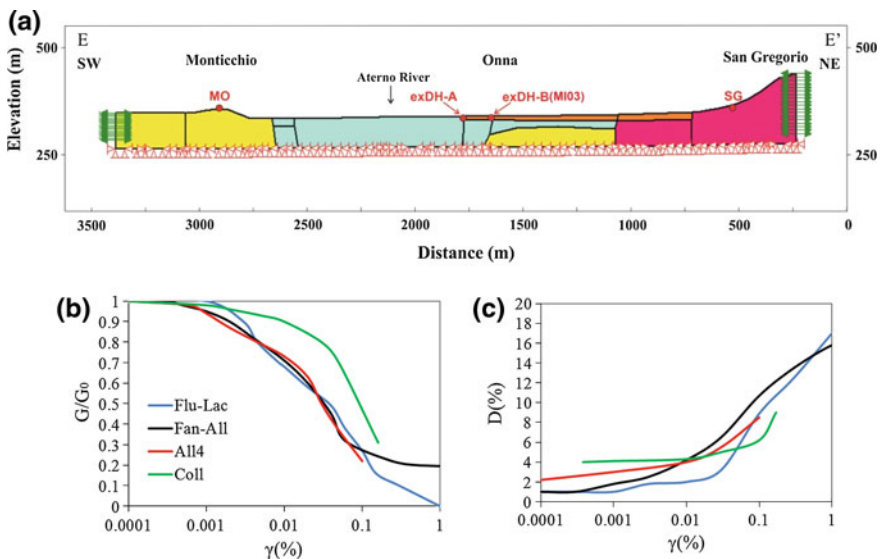 (a)
500
E
SW
Monticchio
Aterno River
Onna
San Gregorio
E'
NE
500
MO
exDH-A
exDH-B(MI03)
SG
Elevation (m)
250
250
3500
3000
2500
2000
1500
1000
500
0
Distance (m)
(b)
1
0.9
0.8
0.7
0.6
0.5
0.4
0.3
0.2
0.1
0
G/G0
Flu-Lac
Fan-All
All4
Coll
0.0001
0.001
0.01
0.1
1
γ(%)
(c)
20
18
16
14
12
10
8
6
4
2
0
D(%)
0.0001
0.001
0.01
0.1
1
γ(%)